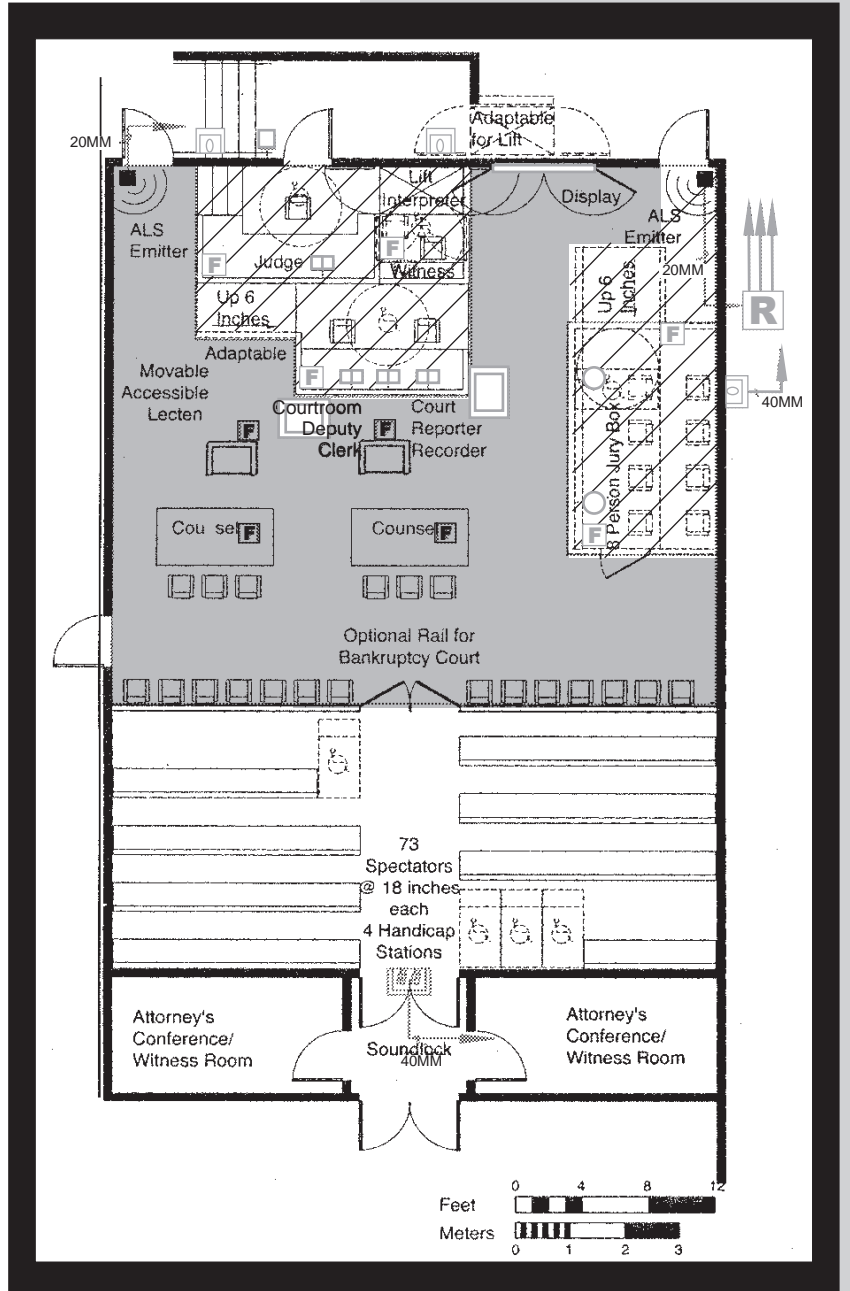 Adaptable
for Lift
20MM
Lift
Interpreter
Display
ALS
Emitter
ALS
Emitter
F
Judge
F
Witness
20MM
Up 6
Inches
Up 6
Inches
R
F
Adaptable
Movable
Accessible
Lecten
F
40MM
Courtroom
Deputy
Clerk
Court
Reporter
Recorder
F
F
8 Person Jury Box
Cou sel
F
Counsel
F
F
Optional Rail for
Bankruptcy Court
73
Spectators
@ 18 inches
each
4 Handicap
Stations
Attorney's
Conference/
Witness Room
Soundlock
40MM
Attorney's
Conference/
Witness Room
0 4 8 12
Feet
Meters
0 1 2 3